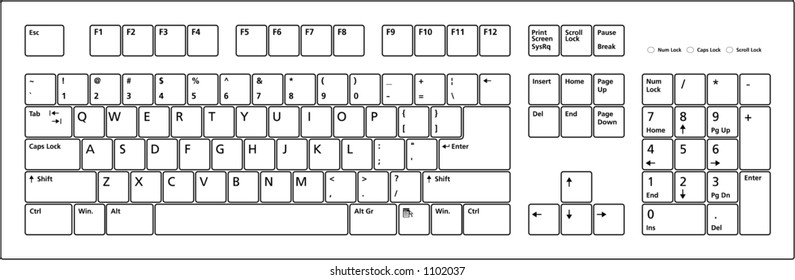 Esc F1 F2 F3 F4 F5 F6 F7 F8 F9 F10 F11 F12 Print Screen SysRq Scroll Lock Pause Break Num Lock Caps Lock Scroll Lock
~ ` ! 1 @ 2 # 3 $ 4 % 5 ^ 6 & 7 * 8 ( 9 ) 0 - + = ¦ \ ← Insert Home Page Up Num Lock / * -
Tab |← →| Q W E R T Y U I O P { [ } ] Del End Page Down 7 Home 8 ↑ 9 Pg Up +
Caps Lock A S D F G H J K L : ; " ' ↵ Enter 4 ← 5 6 →
↑ Shift Z X C V B N M < , > . ? / ↑ Shift ↑ 1 End 2 ↓ 3 Pg Dn Enter
Ctrl Win. Alt Alt Gr Win. Ctrl ← ↓ → 0 Ins . Del
shutterstock.com · 1102037